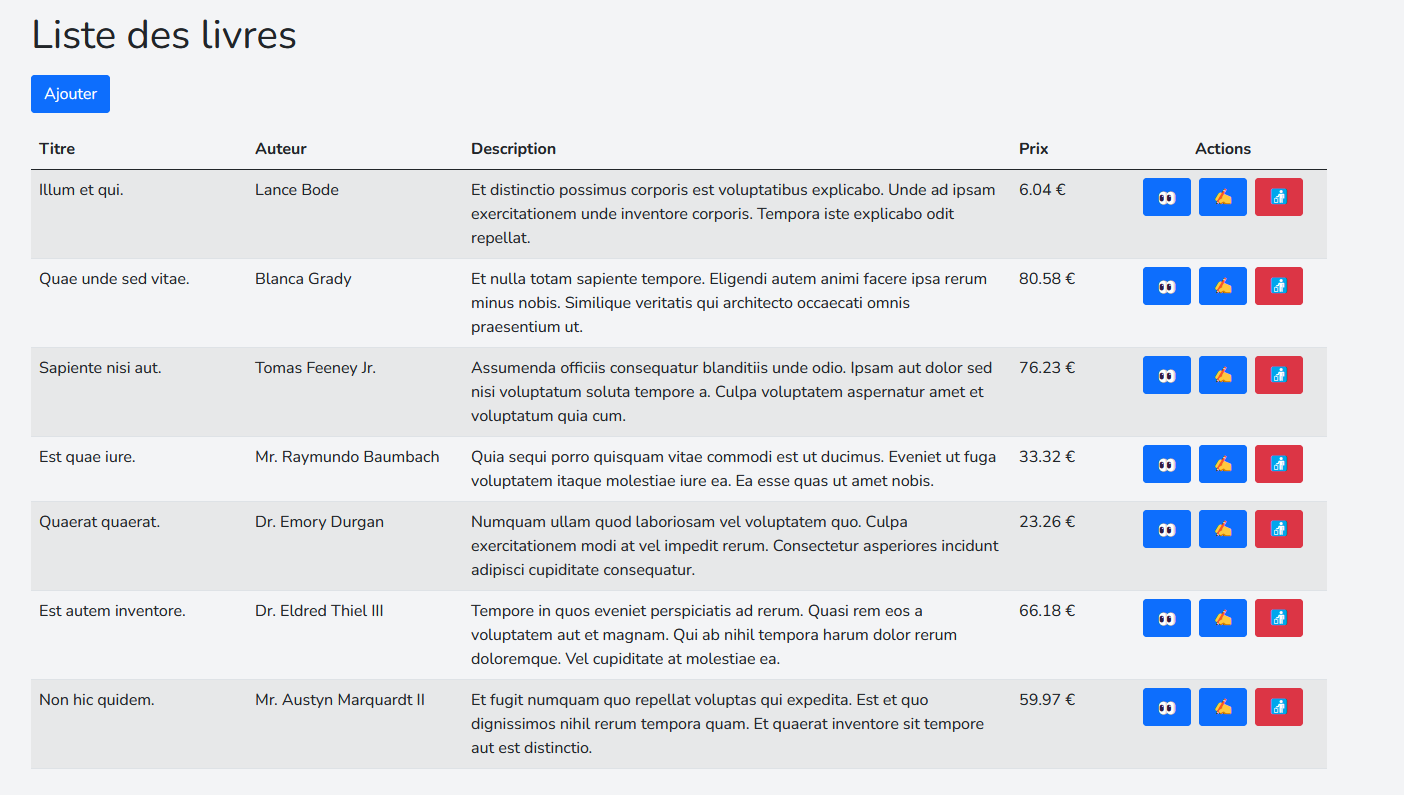 Liste des livres
Ajouter
Titre Auteur Description Prix Actions
Illum et qui. Lance Bode Et distinctio possimus corporis est voluptatibus explicabo. Unde ad ipsam 6.04 €
exercitationem unde inventore corporis. Tempora iste explicabo odit
repellat.
Quae unde sed vitae. Blanca Grady Et nulla totam sapiente tempore. Eligendi autem animi facere ipsa rerum 80.58 €
minus nobis. Similique veritatis qui architecto occaecati omnis
praesentium ut.
Sapiente nisi aut. Tomas Feeney Jr. Assumenda officiis consequatur blanditiis unde odio. Ipsam aut dolor sed 76.23 €
nisi voluptatum soluta tempore a. Culpa voluptatem aspernatur amet et
voluptatum quia cum.
Est quae iure. Mr. Raymundo Baumbach Quia sequi porro quisquam vitae commodi est ut ducimus. Eveniet ut fuga 33.32 €
voluptatem itaque molestiae iure ea. Ea esse quas ut amet nobis.
Quaerat quaerat. Dr. Emory Durgan Numquam ullam quod laboriosam vel voluptatem quo. Culpa 23.26 €
exercitationem modi at vel impedit rerum. Consectetur asperiores incidunt
adipisci cupiditate consequatur.
Est autem inventore. Dr. Eldred Thiel III Tempore in quos eveniet perspiciatis ad rerum. Quasi rem eos a 66.18 €
voluptatem aut et magnam. Qui ab nihil tempora harum dolor rerum
doloremque. Vel cupiditate at molestiae ea.
Non hic quidem. Mr. Austyn Marquardt II Et fugit numquam quo repellat voluptas qui expedita. Est et quo 59.97 €
dignissimos nihil rerum tempora quam. Et quaerat inventore sit tempore
aut est distinctio.